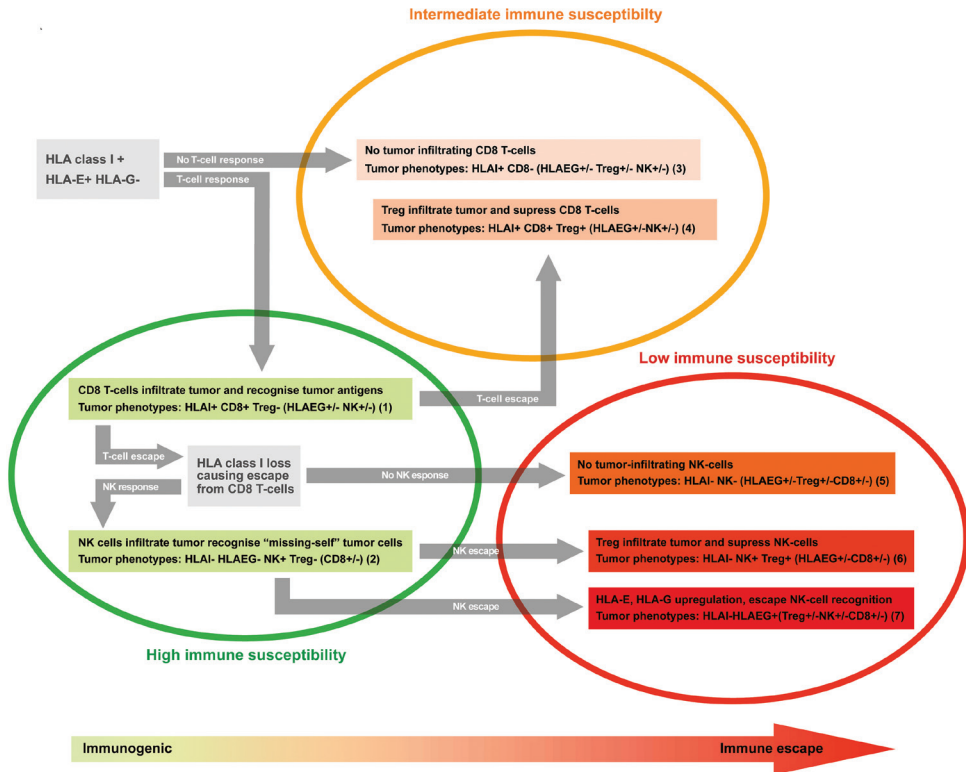 Intermediate immune susceptibilty
HLA class I +
HLA-E+ HLA-G-
No T-cell response
T-cell response
No tumor infiltrating CD8 T-cells
Tumor phenotypes: HLAI+ CD8- (HLAEG+/- Treg+/- NK+/-) (3)
Treg infiltrate tumor and supress CD8 T-cells
Tumor phenotypes: HLAI+ CD8+ Treg+ (HLAEG+/-NK+/-) (4)
Low immune susceptibility
CD8 T-cells infiltrate tumor and recognise tumor antigens
Tumor phenotypes: HLAI+ CD8+ Treg- (HLAEG+/- NK+/-) (1)
T-cell escape
T-cell escape
HLA class I loss
causing escape
from CD8 T-cells
NK response
No NK esponse
No tumor-infiltrating NK-cells
Tumor phenotypes: HLAI- NK- (HLAEG+/-Treg+/-CD8+/-) (5)
NK cells infiltrate tumor recognise “missing-self” tumor cells
Tumor phenotypes: HLAI- HLAEG- NK+ Treg- (CD8+/-) (2)
NK escape
Treg infiltrate tumor and supress NK-cells
Tumor phenotypes: HLAI- NK+ Treg+ (HLAEG+/-CD8+/-) (6)
NK escape
HLA-E, HLA-G upregulation, escape NK-cell recognition
Tumor phenotypes: HLAI-HLAEG+(Treg+/-NK+/-CD8+/-) (7)
High immune susceptibility
Immunogenic
Immune escape